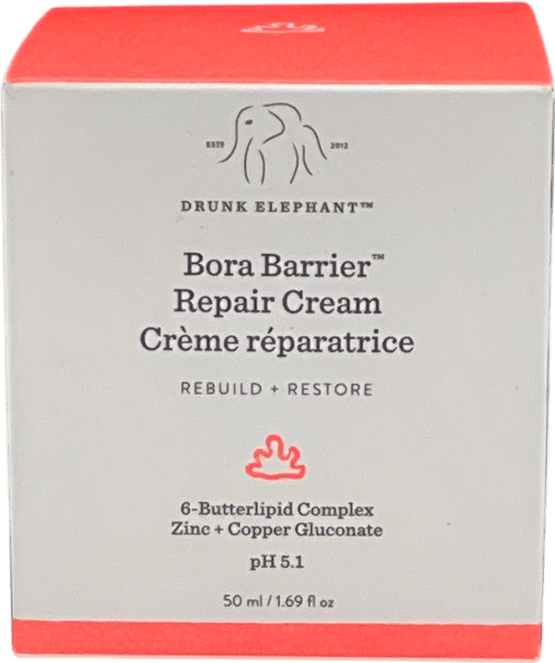 ESTD 2012
DRUNK ELEPHANT™
Bora Barrier™
Repair Cream
Crème réparatrice
REBUILD + RESTORE
6-Butterlipid Complex
Zinc + Copper Gluconate
pH 5.1
50 ml / 1.69 fl oz